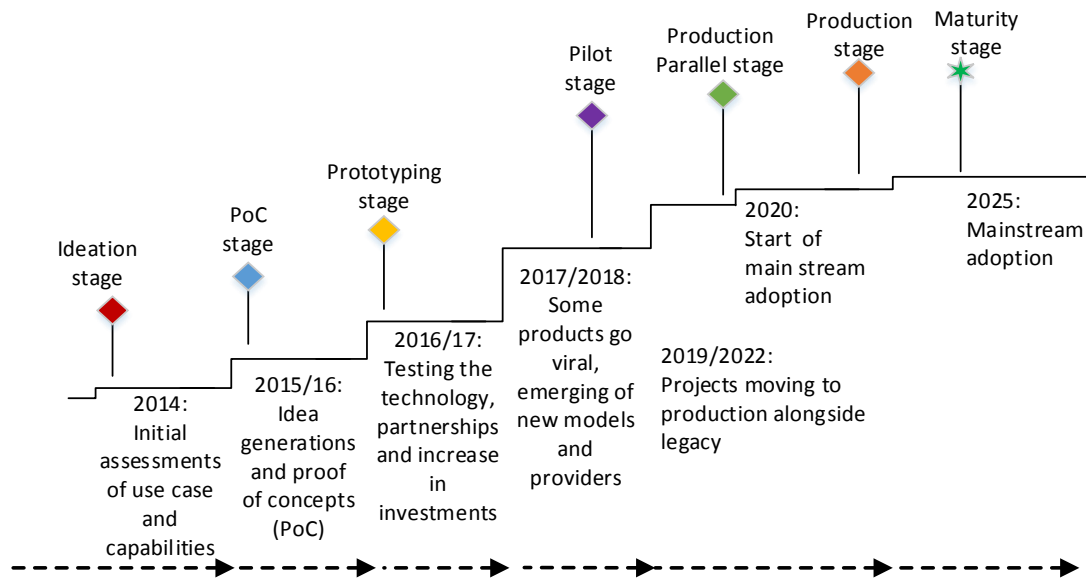 Ideation
stage
PoC
stage
Prototyping
stage
Pilot
stage
Production
Parallel stage
Production
stage
Maturity
stage
2014:
Initial
assessments
of use case
and
capabilities
2015/16:
Idea
generations
and proof
of concepts
(PoC)
2016/17:
Testing the
technology,
partnerships
and increase
in
investments
2017/2018:
Some
products go
viral,
emerging of
new models
and
providers
2019/2022:
Projects moving to
production alongside
legacy
2020:
Start of
main stream
adoption
2025:
Mainstream
adoption